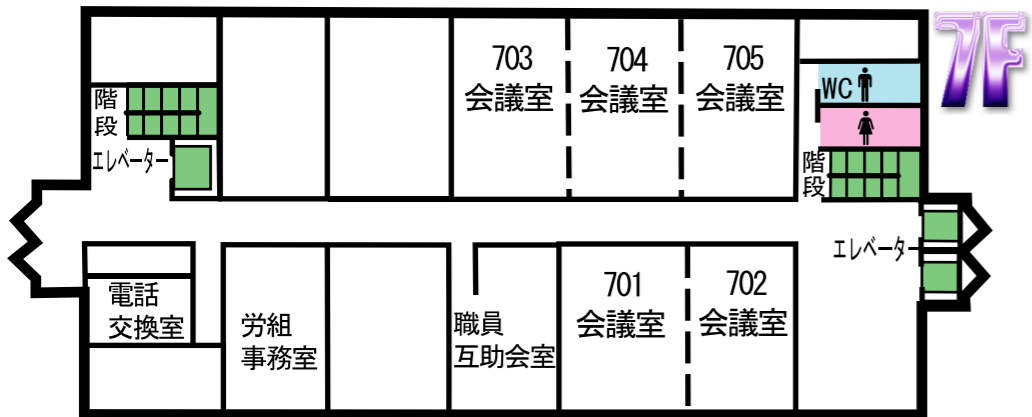 7F
703
会議室
704
会議室
705
会議室
WC
階
段
エレベーター
階
段
エレベーター
701
会議室
702
会議室
電話
交換室
労組
事務室
職員
互助会室